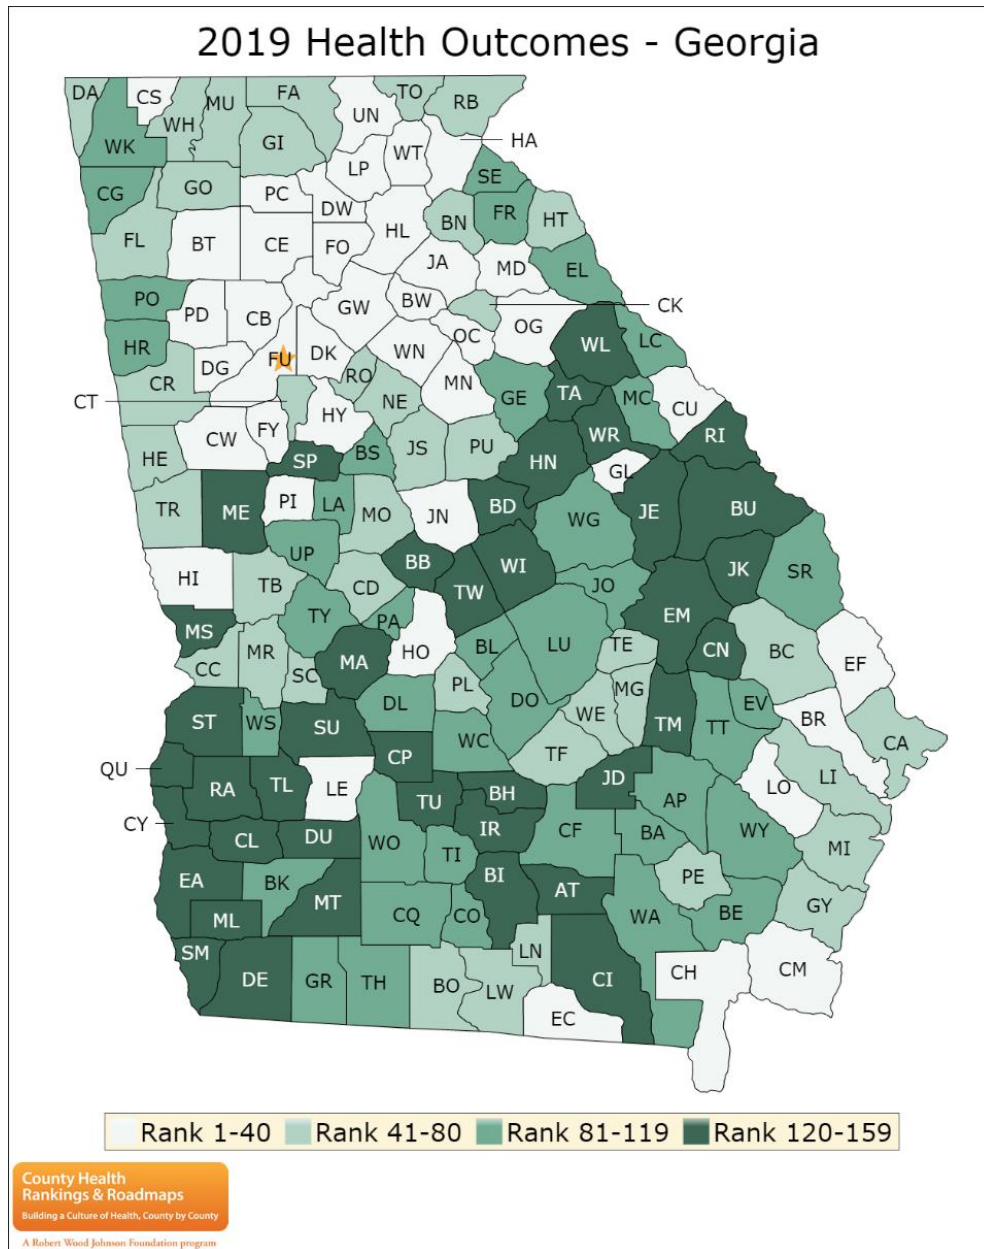 2019 Health Outcomes - Georgia
DA CS WH MU FA UN TO RB
HA
WK GI LP WT
CG GO PC DW SE
FL BT CE FO HL BN FR HT
JA MD EL
PO PD CB GW BW CK
HR DG FU DK WN OC OG WL LC
CR RO MN TA MC CU
CT CW FY HY NE GE WR RI
HE SP BS JS PU HN GL
TR ME PI LA MO JN BD WG JE BU
HI UP BB WI JK SR
TB CD TW JO
MS TY PA EM
CC MR SC MA HO BL LU TE CN BC EF
ST WS SU DL PL DO WE MG TM TT EV BR
QU CP WC TF CA
RA TL LE TU BH JD AP LO LI
CY CL DU WO TI IR CF BA WY MI
EA BK BI PE
ML MT CQ CO AT WA BE GY
SM DE GR TH BO LW LN CI CH CM
EC
Rank 1-40 Rank 41-80 Rank 81-119 Rank 120-159
County Health
Rankings & Roadmaps
Building a Culture of Health, County by County
A Robert Wood Johnson Foundation program